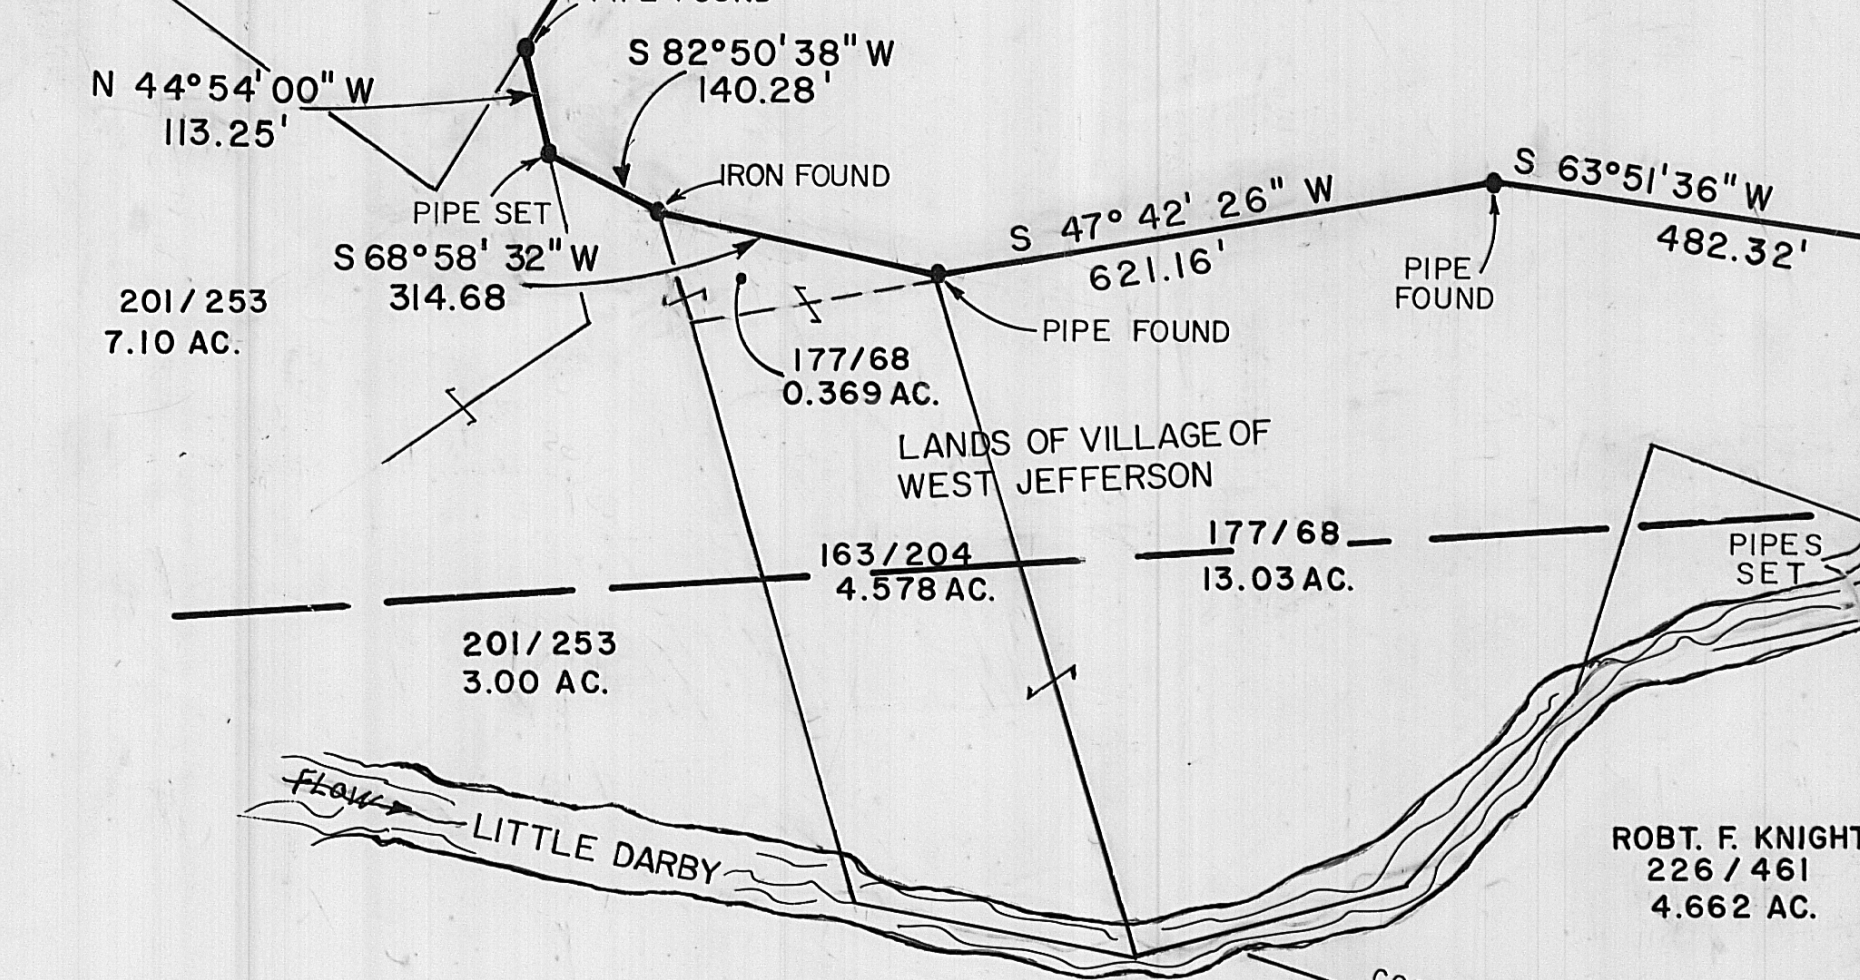 PIPE FOUND
S 82°50'38" W
140.28'
N 44°54'00" W
113.25'
IRON FOUND
PIPE SET
S 63°51'36" W
482.32'
S 47° 42' 26" W
621.16'
PIPE
FOUND
S 68°58' 32" W
314.68
201/253
7.10 AC.
PIPE FOUND
177/68
0.369 AC.
LANDS OF VILLAGE OF
WEST JEFFERSON
163/204
4.578 AC.
177/68
13.03 AC.
PIPES
SET
201/253
3.00 AC.
FLOW
LITTLE DARBY
ROBT. F. KNIGHT
226/461
4.662 AC.